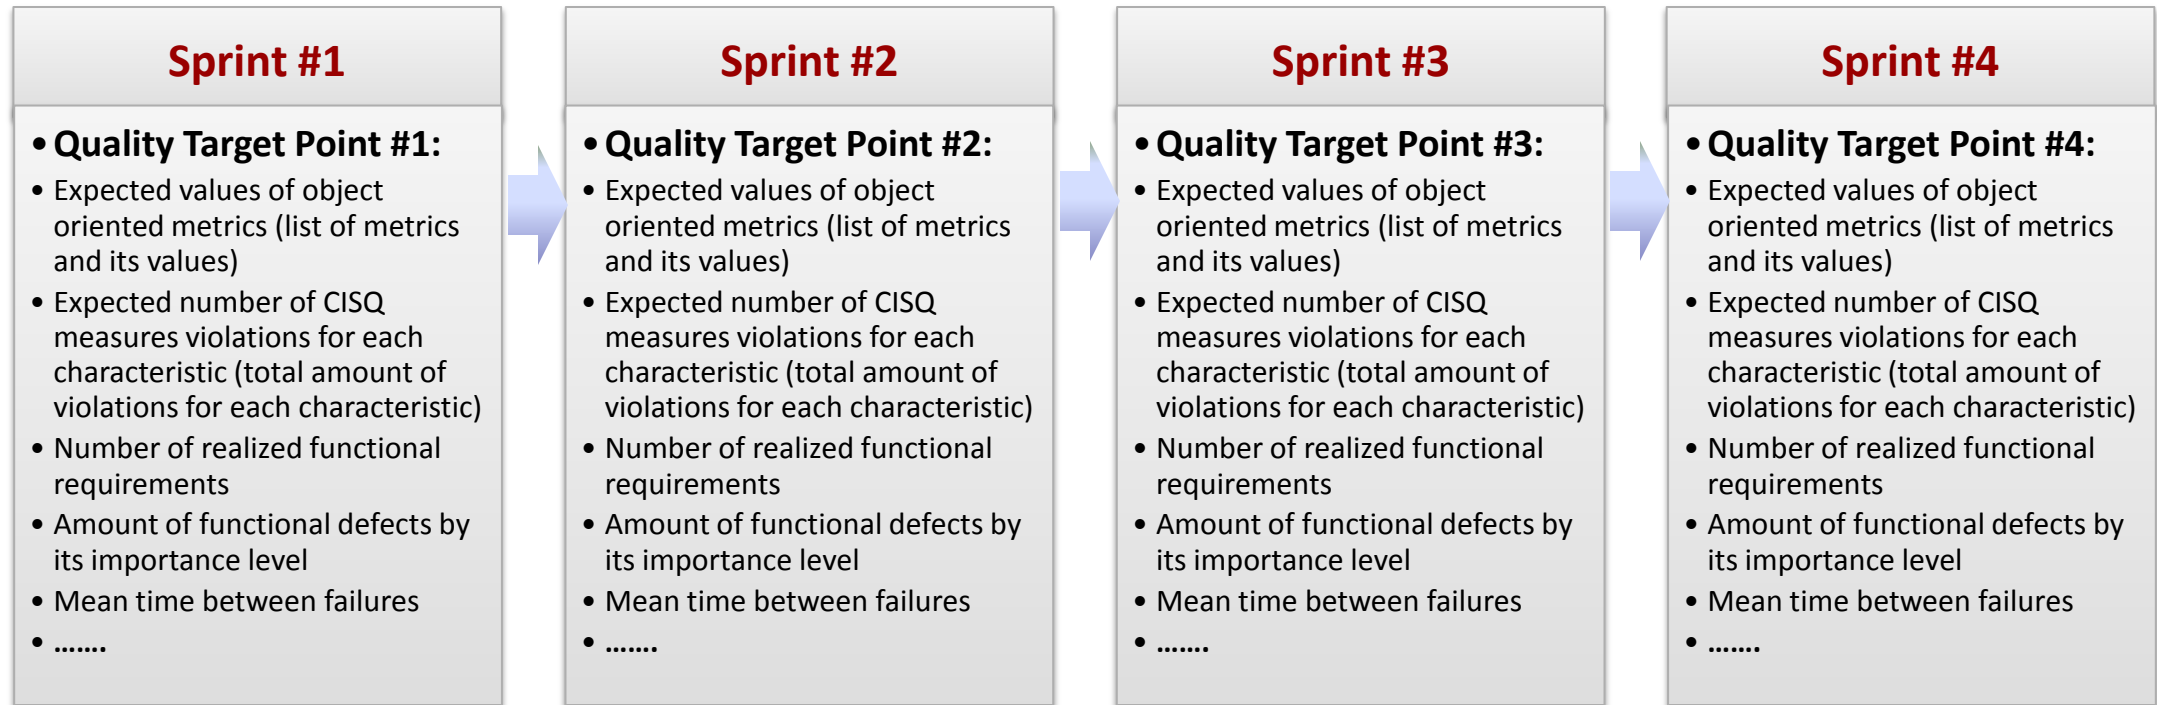 Sprint #1
• Quality Target Point #1:
• Expected values of object
oriented metrics (list of metrics
and its values)
• Expected number of CISQ
measures violations for each
characteristic (total amount of
violations for each characteristic)
• Number of realized functional
requirements
• Amount of functional defects by
its importance level
• Mean time between failures
• …….
Sprint #2
• Quality Target Point #2:
• Expected values of object
oriented metrics (list of metrics
and its values)
• Expected number of CISQ
measures violations for each
characteristic (total amount of
violations for each characteristic)
• Number of realized functional
requirements
• Amount of functional defects by
its importance level
• Mean time between failures
• …….
Sprint #3
• Quality Target Point #3:
• Expected values of object
oriented metrics (list of metrics
and its values)
• Expected number of CISQ
measures violations for each
characteristic (total amount of
violations for each characteristic)
• Number of realized functional
requirements
• Amount of functional defects by
its importance level
• Mean time between failures
• …….
Sprint #4
• Quality Target Point #4:
• Expected values of object
oriented metrics (list of metrics
and its values)
• Expected number of CISQ
measures violations for each
characteristic (total amount of
violations for each characteristic)
• Number of realized functional
requirements
• Amount of functional defects by
its importance level
• Mean time between failures
• …….